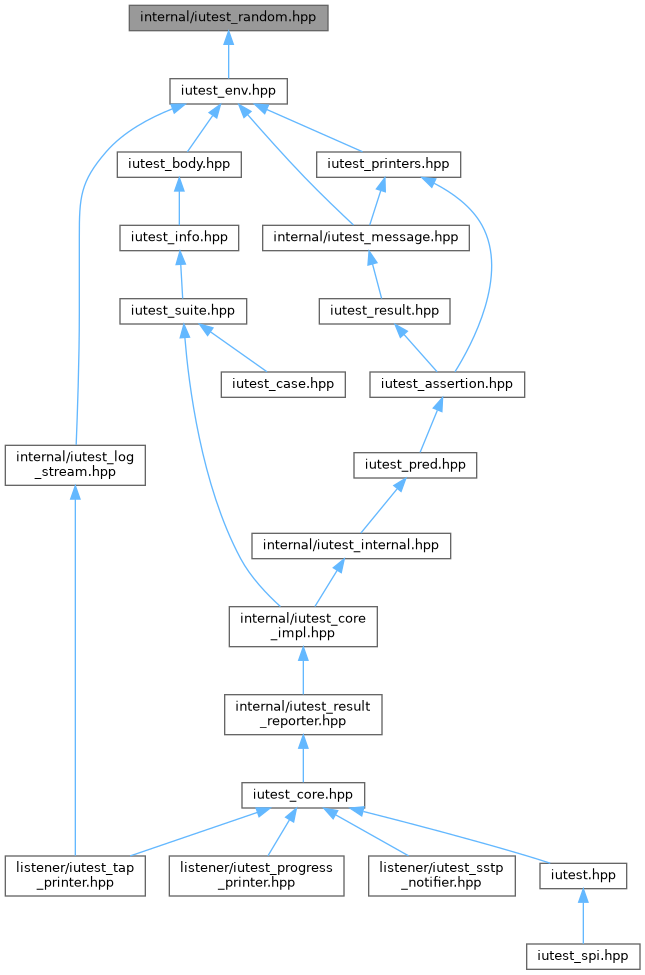 internal/iutest_random.hpp
iutest_env.hpp
iutest_body.hpp
iutest_printers.hpp
iutest_info.hpp
internal/iutest_message.hpp
iutest_suite.hpp
iutest_result.hpp
iutest_case.hpp
iutest_assertion.hpp
internal/iutest_log
_stream.hpp
iutest_pred.hpp
internal/iutest_internal.hpp
internal/iutest_core
_impl.hpp
internal/iutest_result
_reporter.hpp
iutest_core.hpp
listener/iutest_tap
_printer.hpp
listener/iutest_progress
_printer.hpp
listener/iutest_sstp
_notifier.hpp
iutest.hpp
iutest_spi.hpp